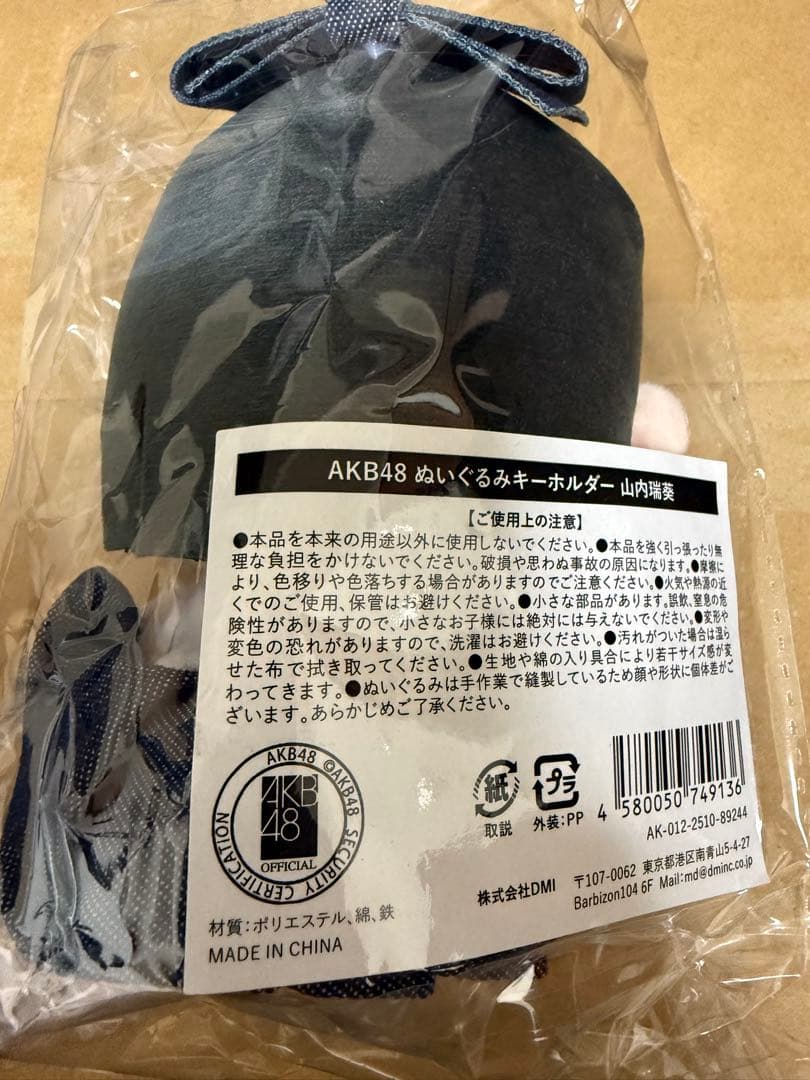 AKB48 ぬいぐるみキーホルダー 山内瑞葵
【ご使用上の注意】
●本品を本来の用途以外に使用しないでください。●本品を強く引っ張ったり無
理な負担をかけないでください。破損や思わぬ事故の原因になります。●摩擦に
より、色移りや色落ちする場合がありますのでご注意ください。●火気や熱源の近
くでのご使用、保管はお避けください。●小さな部品があります。誤飲、窒息の危
険性がありますので、小さなお子様には絶対には与えないでください。●変形や
変色の恐れがありますので、洗濯はお避けください。●汚れがついた場合は湿ら
せた布で拭き取ってください。●生地や綿の入り具合により若干サイズ感が変
わってきます。●ぬいぐるみは手作業で縫製しているため顔や形状に個体差がご
ざいます。あらかじめご了承ください。
AKB48 ©AKB48 SECURITY CERTIFICATION
AKB
48
OFFICIAL
紙
取説
プラ
外装:PP
4 580050 749136
AK-012-2510-89244
株式会社DMI
〒107-0062 東京都港区南青山5-4-27
Barbizon104 6F Mail:md@dminc.co.jp
材質:ポリエステル、綿、鉄
MADE IN CHINA